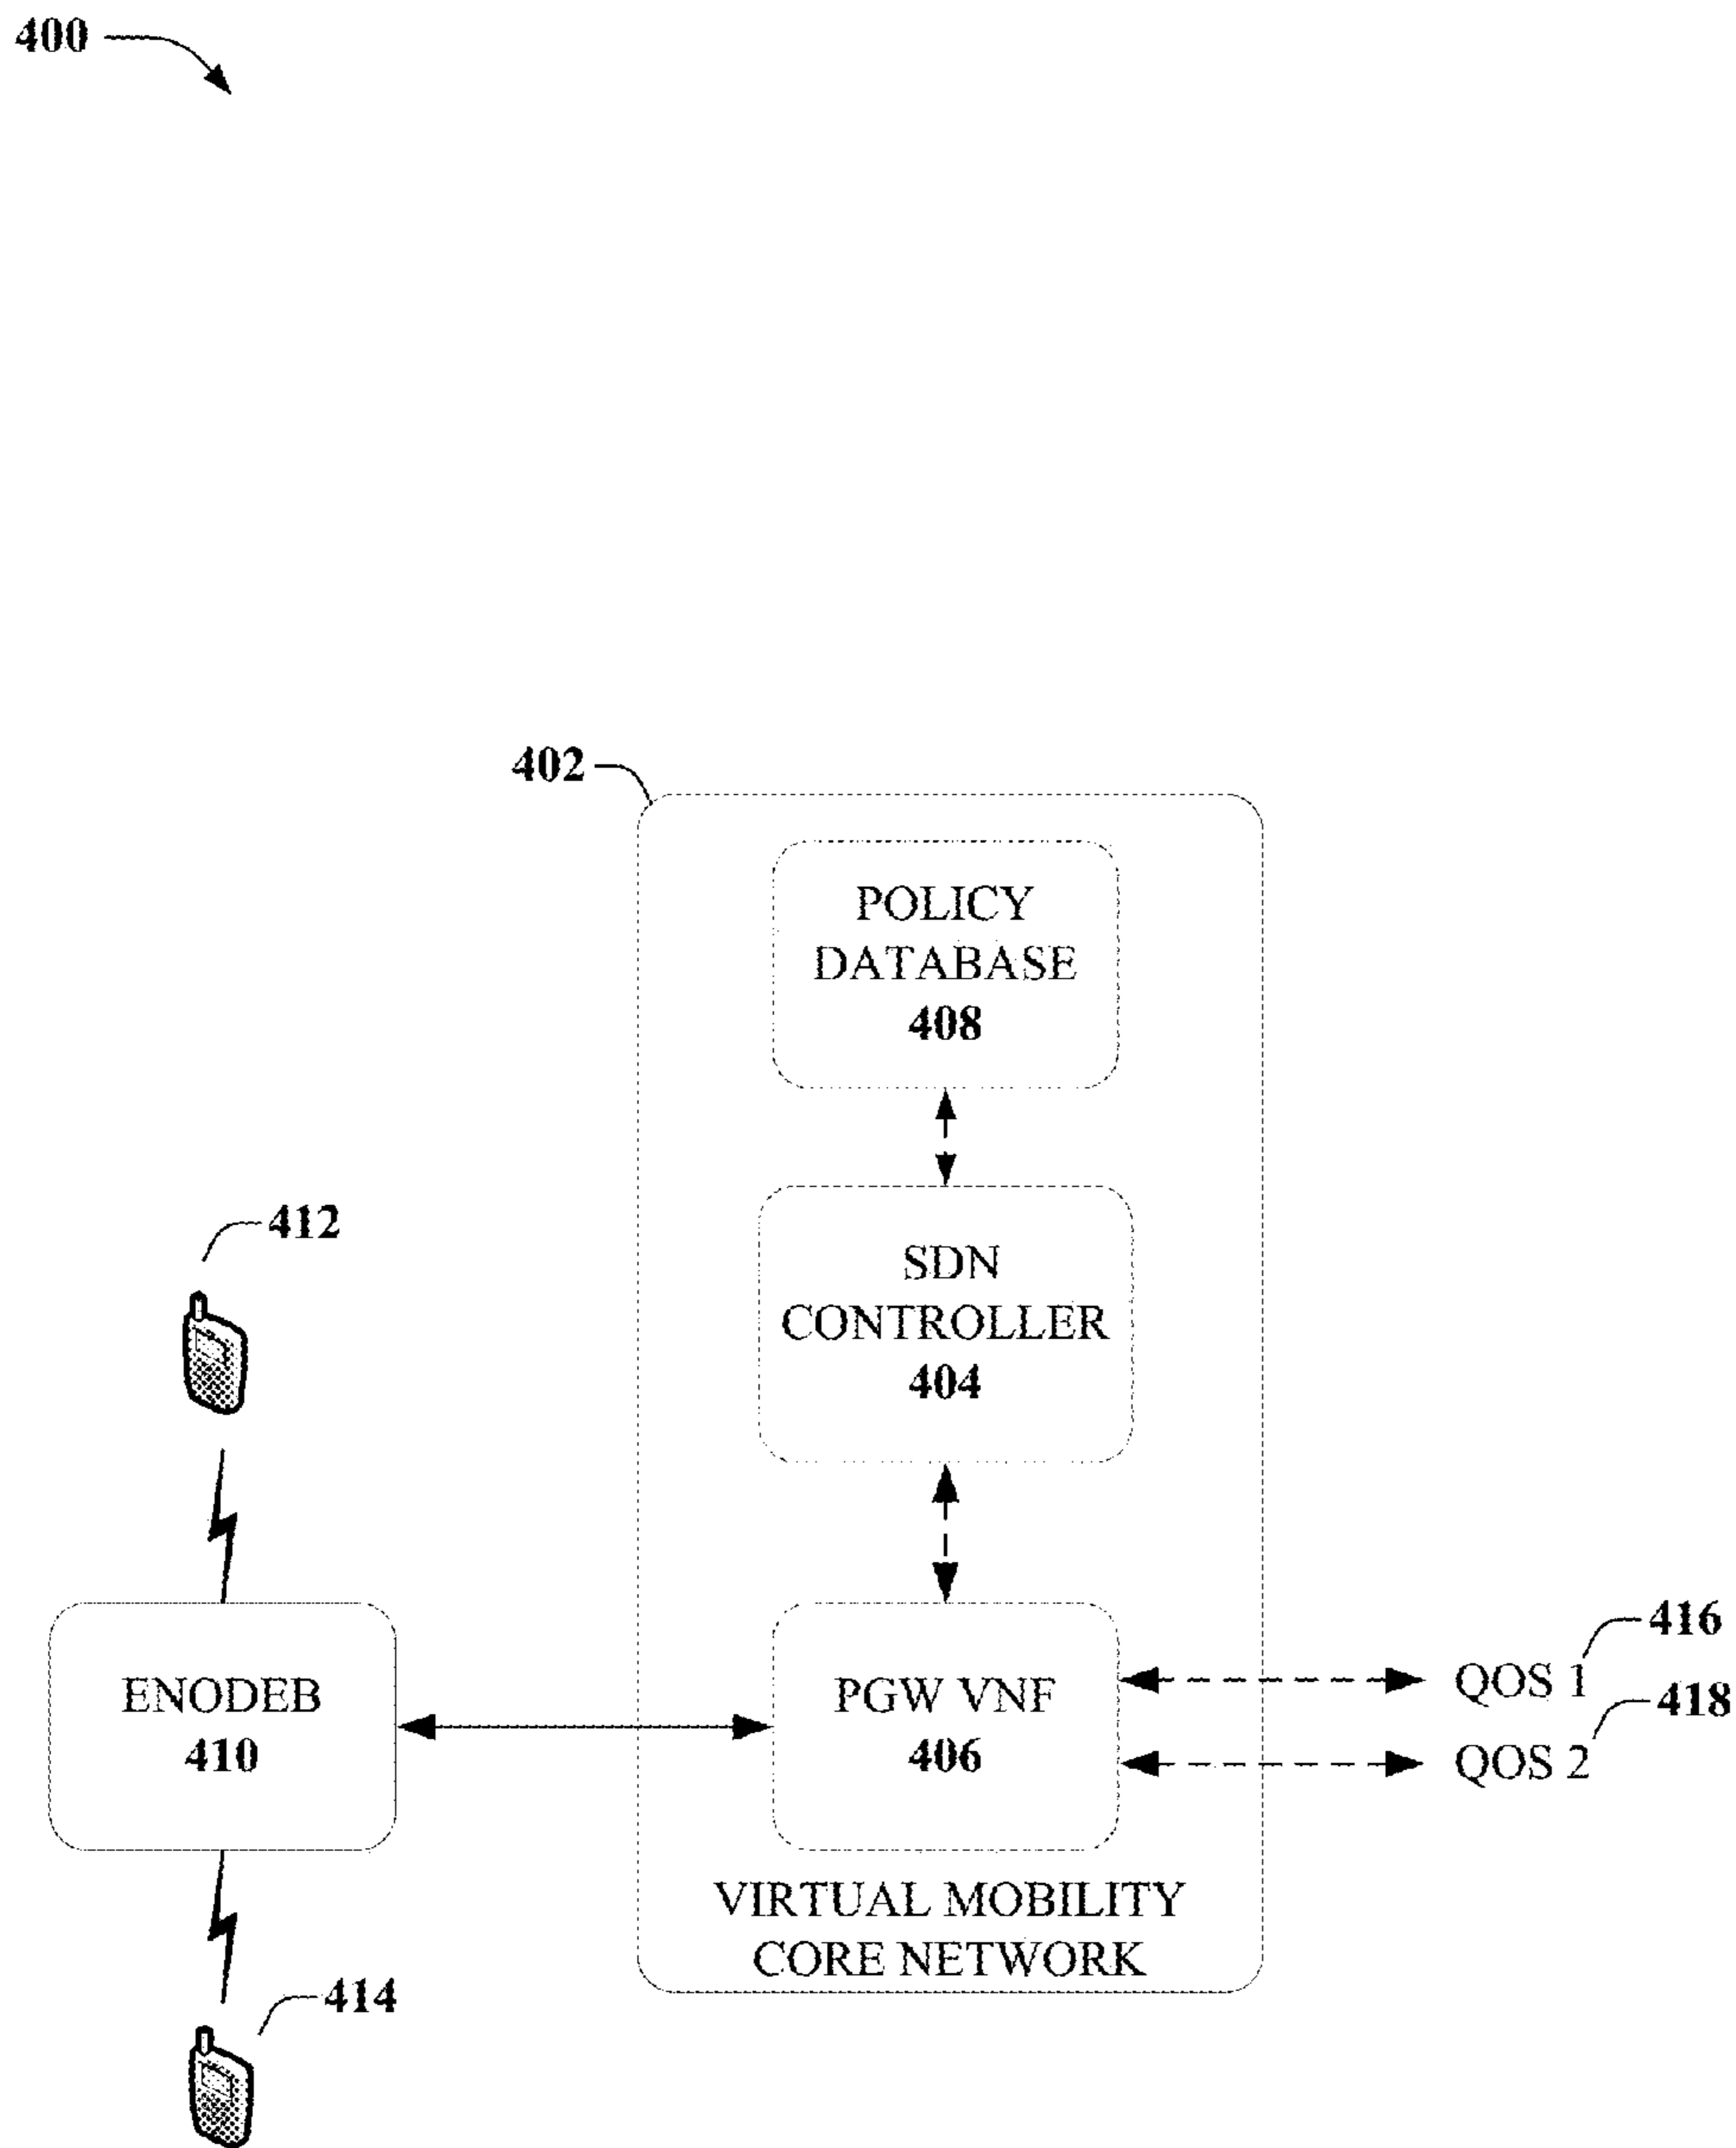 400
402
POLICY
DATABASE
408
412
SDN
CONTROLLER
404
416
ENODEB
410
PGW VNF
406
QOS 1
418
QOS 2
VIRTUAL MOBILITY
CORE NETWORK
414